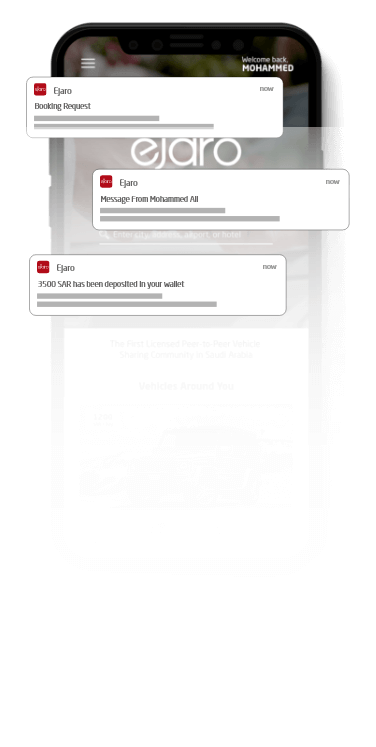 Welcome back,
MOHAMMED
ejaro Ejaro now
Booking Request
ejaro
ejaro Ejaro now
Message From Mohammed Ali
Enter city, address, airport, or hotel
ejaro Ejaro now
3500 SAR has been deposited in your wallet
The First Licensed Peer-to-Peer Vehicle
Sharing Community in Saudi Arabia
Vehicles Around You